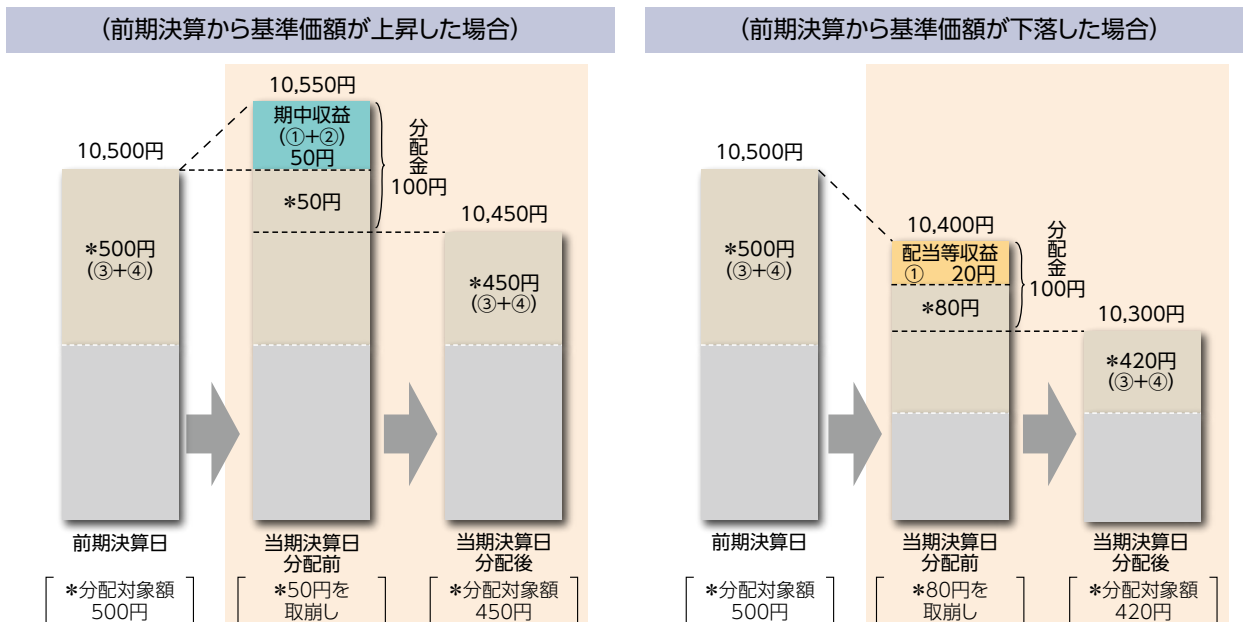 (前期決算から基準価額が上昇した場合)
10,500円
*500円
(③+④)
10,550円
期中収益
(①+②)
50円
*50円
分配金
100円
10,450円
*450円
(③+④)
前期決算日
当期決算日
分配前
当期決算日
分配後
*分配対象額
500円
*50円を
取崩し
*分配対象額
450円
(前期決算から基準価額が下落した場合)
10,500円
*500円
(③+④)
10,400円
配当等収益
① 20円
*80円
分配金
100円
10,300円
*420円
(③+④)
前期決算日
当期決算日
分配前
当期決算日
分配後
*分配対象額
500円
*80円を
取崩し
*分配対象額
420円